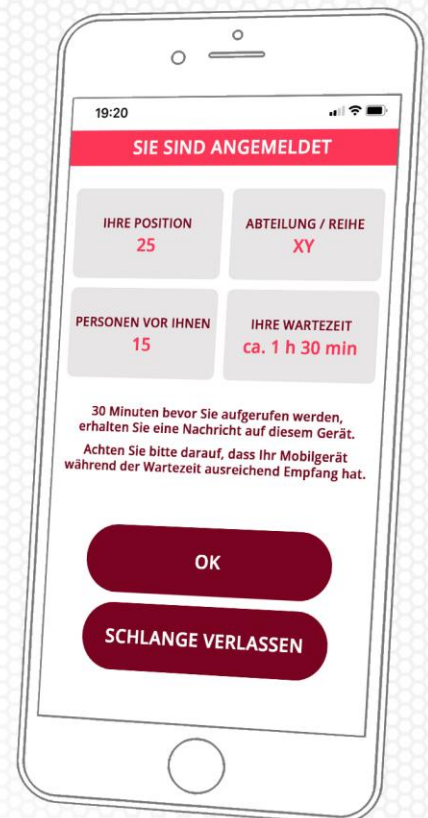 19:20
SIE SIND ANGEMELDET
IHRE POSITION
25
ABTEILUNG / REIHE
XY
PERSONEN VOR IHNEN
15
IHRE WARTEZEIT
ca. 1 h 30 min
30 Minuten bevor Sie aufgerufen werden,
erhalten Sie eine Nachricht auf diesem Gerät.
Achten Sie bitte darauf, dass Ihr Mobilgerät
während der Wartezeit ausreichend Empfang hat.
OK
SCHLANGE VERLASSEN